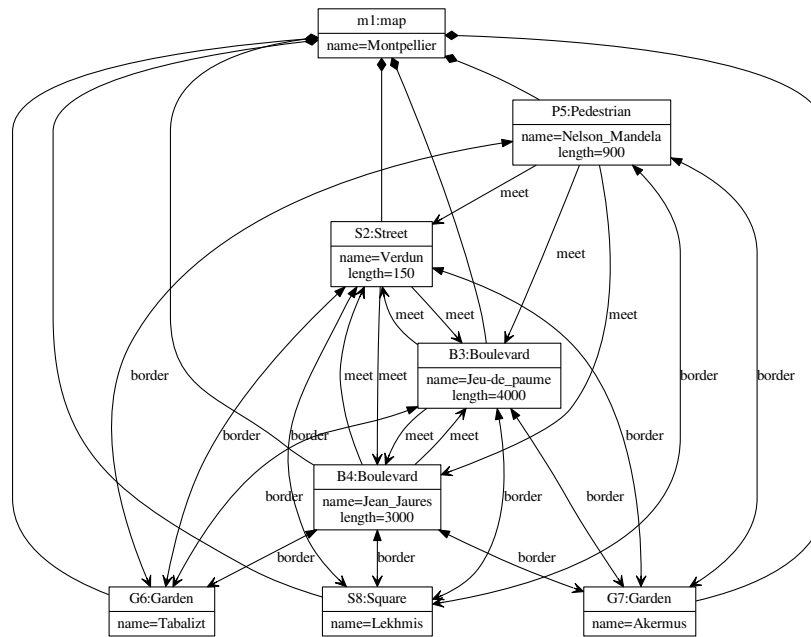 m1:map
name=Montpellier
P5:Pedestrian
name=Nelson_Mandela
length=900
meet
S2:Street
name=Verdun
length=150
meet
meet
meet
meet
B3:Boulevard
name=Jeu-de_paume
length=4000
border
meet
meet
border
border
border
border
border
meet
meet
B4:Boulevard
name=Jean_Jaures
length=3000
border
border
border
border
border
border
G6:Garden
name=Tabalizt
S8:Square
name=Lekhmis
G7:Garden
name=Akermus